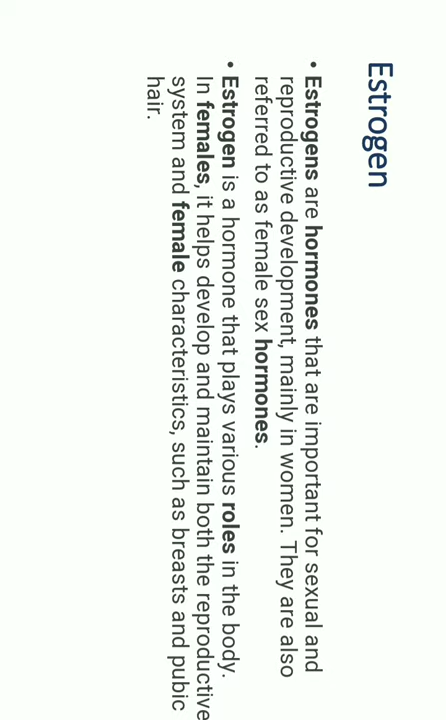 Estrogen
• Estrogens are hormones that are important for sexual and
reproductive development, mainly in women. They are also
referred to as female sex hormones.
• Estrogen is a hormone that plays various roles in the body.
In females, it helps develop and maintain both the reproductive
system and female characteristics, such as breasts and pubic
hair.